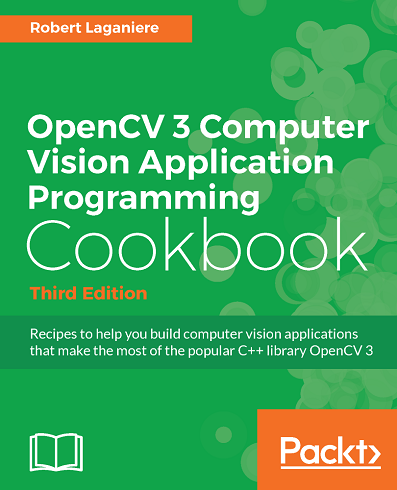 Robert Laganiere
OpenCV 3 Computer
Vision Application
Programming
Cookbook
Third Edition
Recipes to help you build computer vision applications
that make the most of the popular C++ library OpenCV 3
Packt>